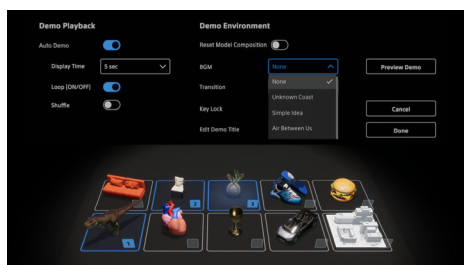 Demo Playback
Demo Environment
Auto Demo
Reset Model Composition
Display Time
5 sec
BGM
None
Preview Demo
None
Loop (ON/OFF)
Transition
Unknown Coast
Shuffle
Key Lock
Simple Idea
Cancel
Edit Demo Title
Air Between Us
Done
2
3
1